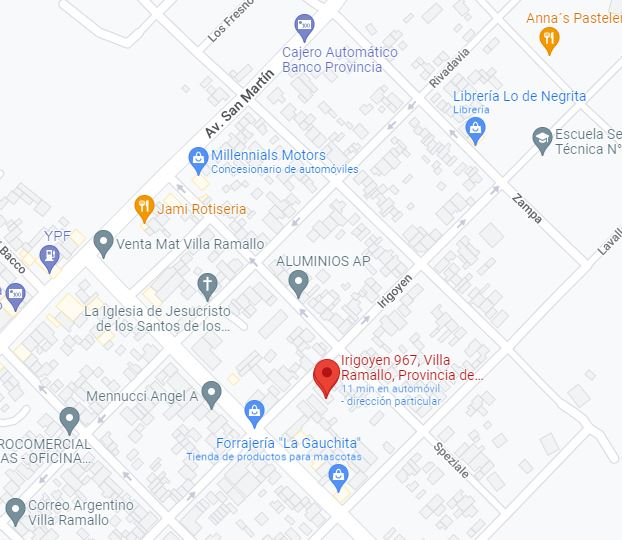 Los Fresno
Anna´s Pasteler
Cajero Automático
Banco Provincia
Rivadavia
Av. San Martín
Librería Lo de Negrita
Librería
Escuela Se
Técnica N°
Millennials Motors
Concesionario de automóviles
Jami Rotiseria
Zampa
YPF
Venta Mat Villa Ramallo
Lavall
Bacco
ALUMINIOS AP
Irigoyen
La Iglesia de Jesucristo
de los Santos de los...
Irigoyen 967, Villa
Ramallo, Provincia de...
11 min en automóvil
- dirección particular
Mennucci Angel A
ROCOMERCIAL
AS - OFICINA...
Forrajería "La Gauchita"
Tienda de productos para mascotas
Speziale
Correo Argentino
Villa Ramallo